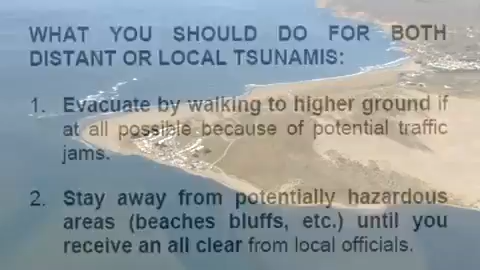 WHAT YOU SHOULD DO FOR BOTH
DISTANT OR LOCAL TSUNAMIS:
1. Evacuate by walking to higher ground if
at all possible because of potential traffic
jams.
2. Stay away from potentially hazardous
areas (beaches bluffs, etc.) until you
receive an all clear from local officials.